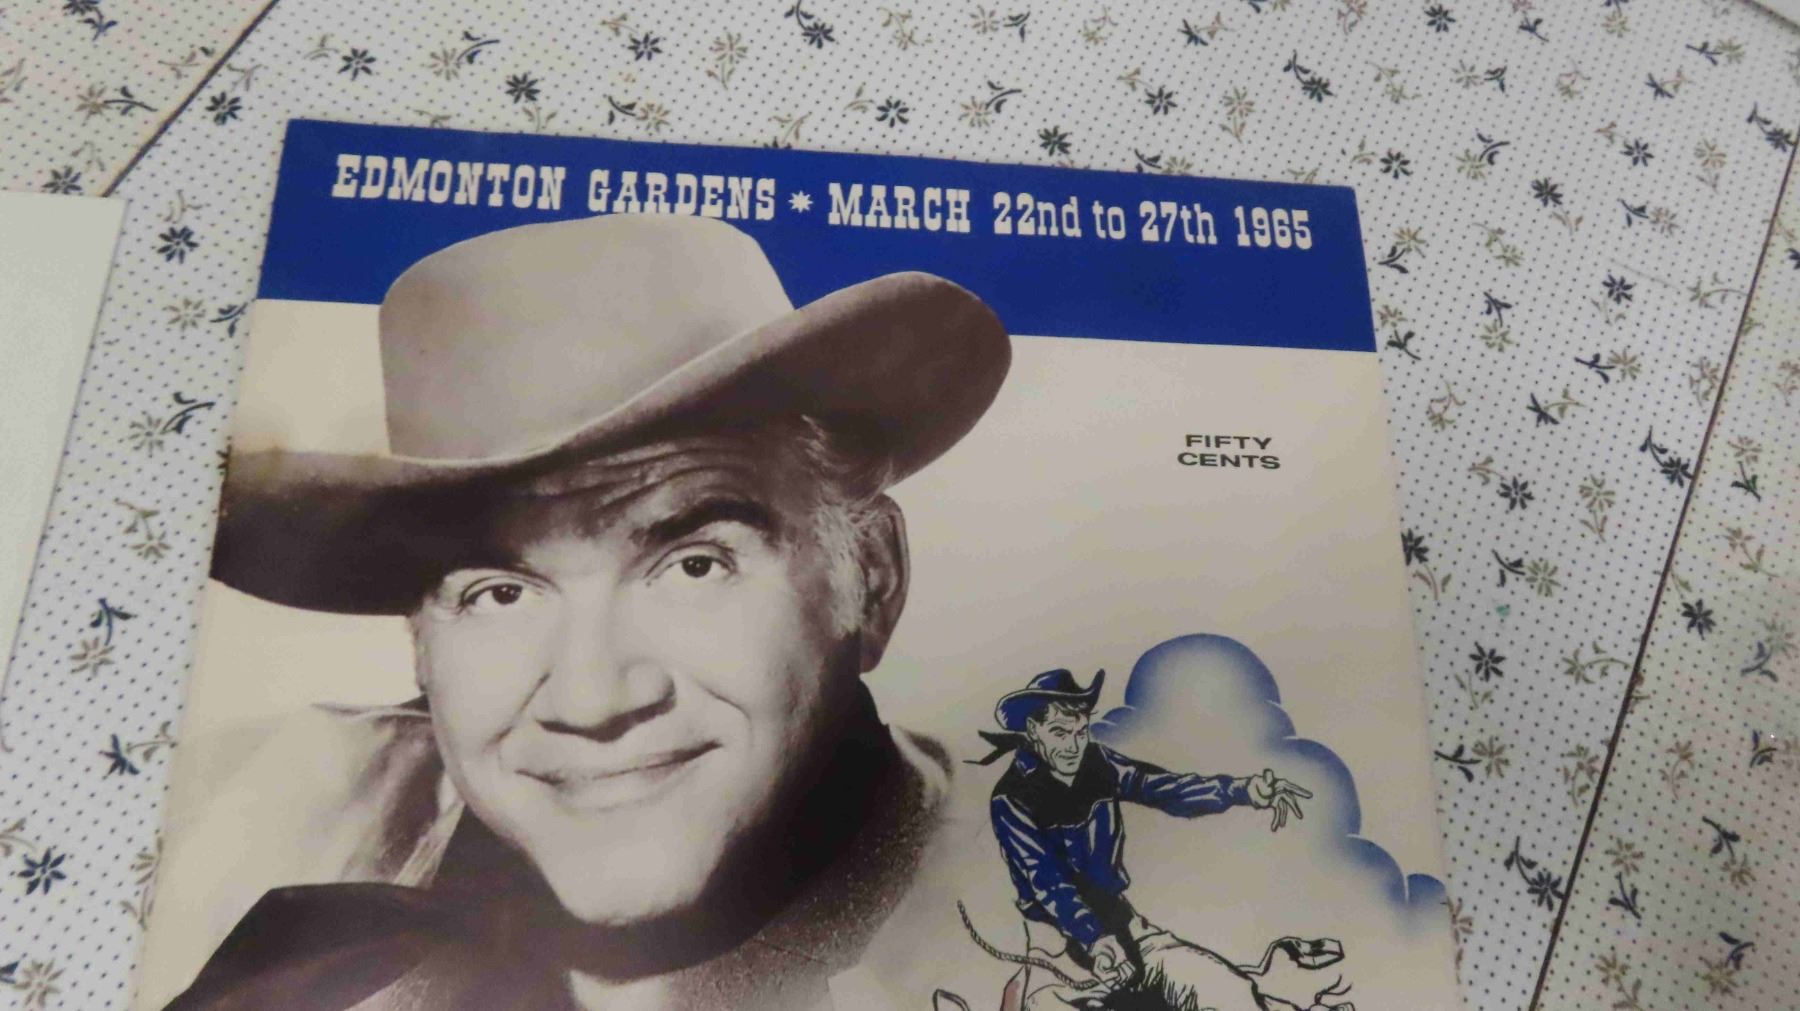 EDMONTON GARDENS * MARCH 22nd to 27th 1965
FIFTY
CENTS